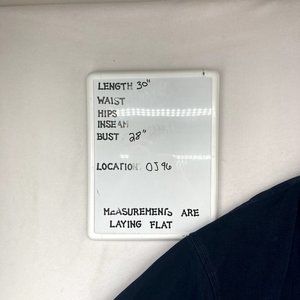 LENGTH 30"
WAIST
HIPS
INSEAM
BUST 28"
LOCATION: OJ96
MEASUREMENTS ARE
LAYING FLAT